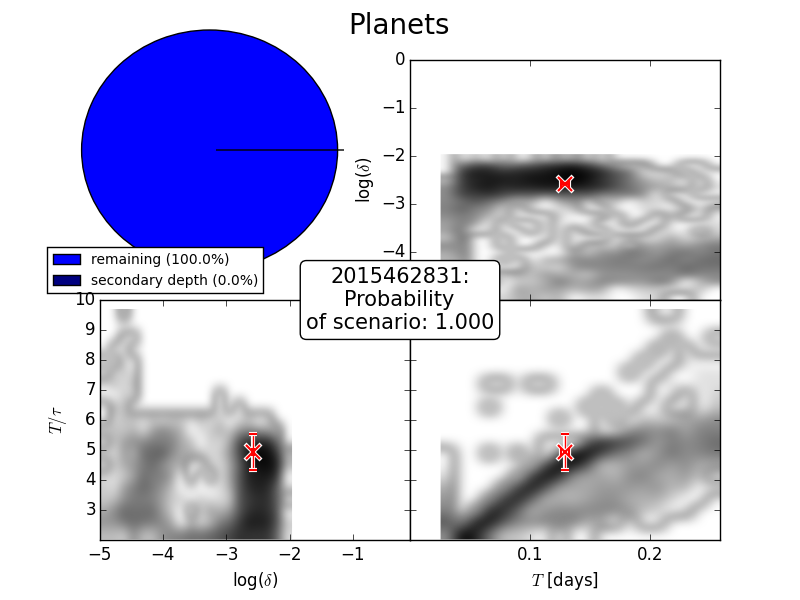 Planets
remaining (100.0%)
secondary depth (0.0%)
0
−1
−2
−3
−4
log(δ)
2015462831:
Probability
of scenario: 1.000
10
9
8
7
6
5
4
3
T/τ
−5
−4
−3
−2
−1
log(δ)
0.1
0.2
T [days]